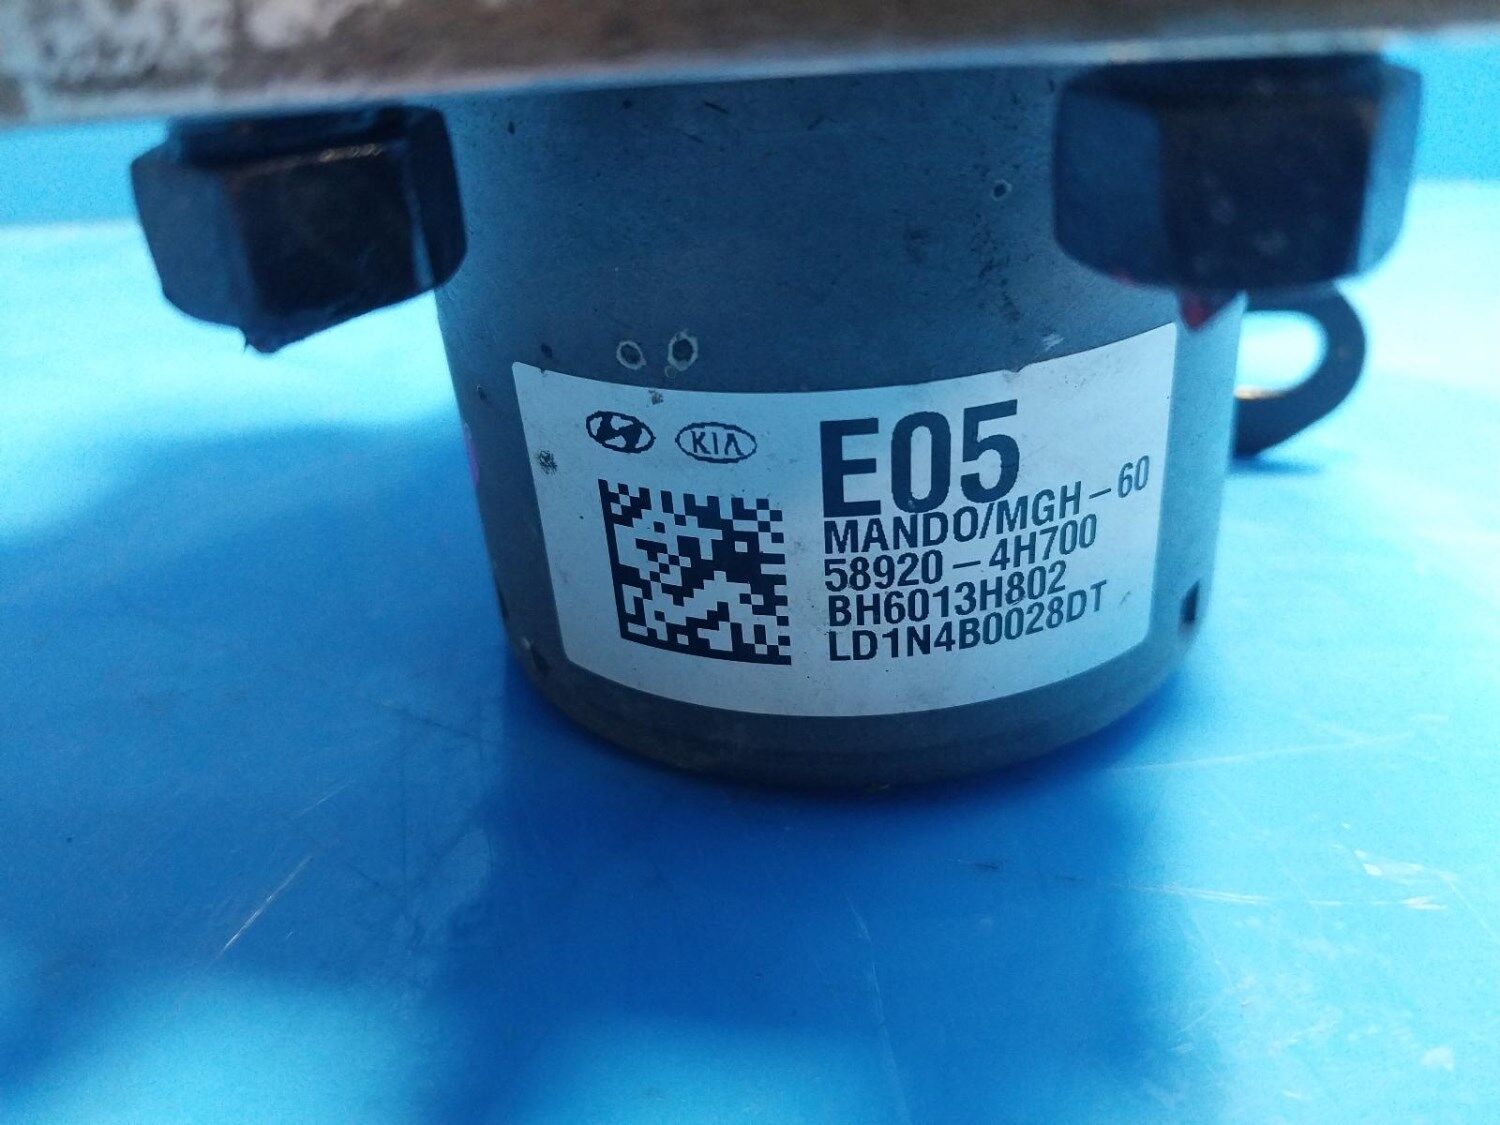 KIA
E05
MANDO/MGH-60
58920-4H700
BH6013H802
LD1N4B0028DT